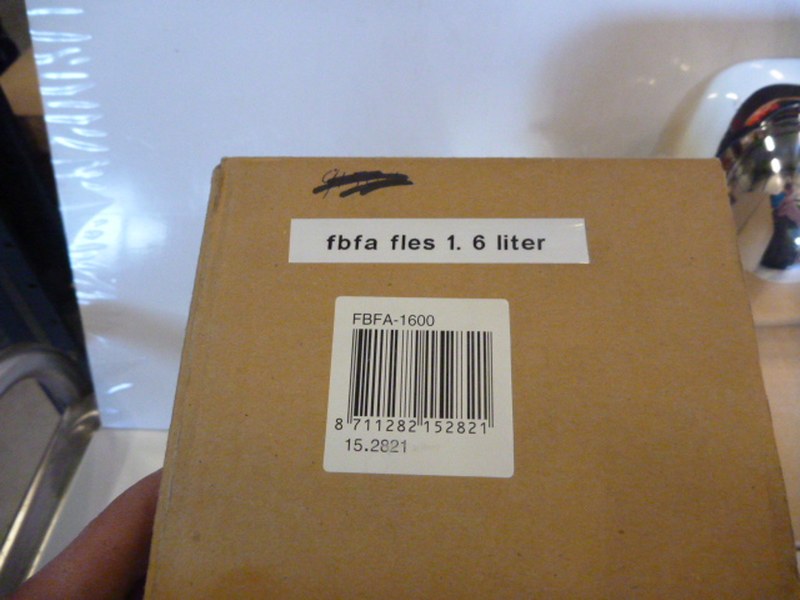 fbfa fles 1. 6 liter
FBFA-1600
8 711282 152821
15.2821